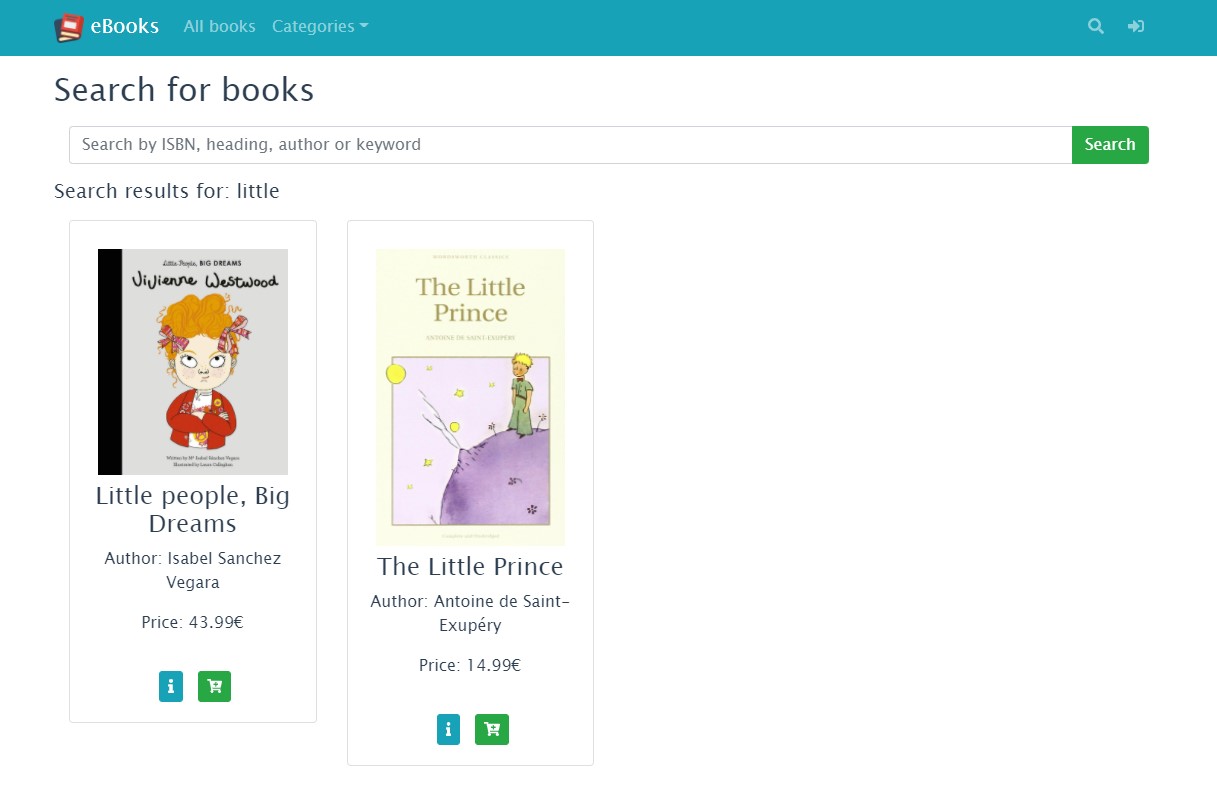 eBooks All books Categories
Search for books
Search by ISBN, heading, author or keyword Search
Search results for: little
Little People, BIG DREAMS
Vivienne Westwood
Written by Mª Isabel Sánchez Vegara
Illustrated by Laura Callaghan
Little people, Big
Dreams
Author: Isabel Sanchez
Vegara
Price: 43.99€
WORDSWORTH CLASSICS
The Little
Prince
ANTOINE DE SAINT-EXUPÉRY
Complete and Unabridged
The Little Prince
Author: Antoine de Saint-
Exupéry
Price: 14.99€